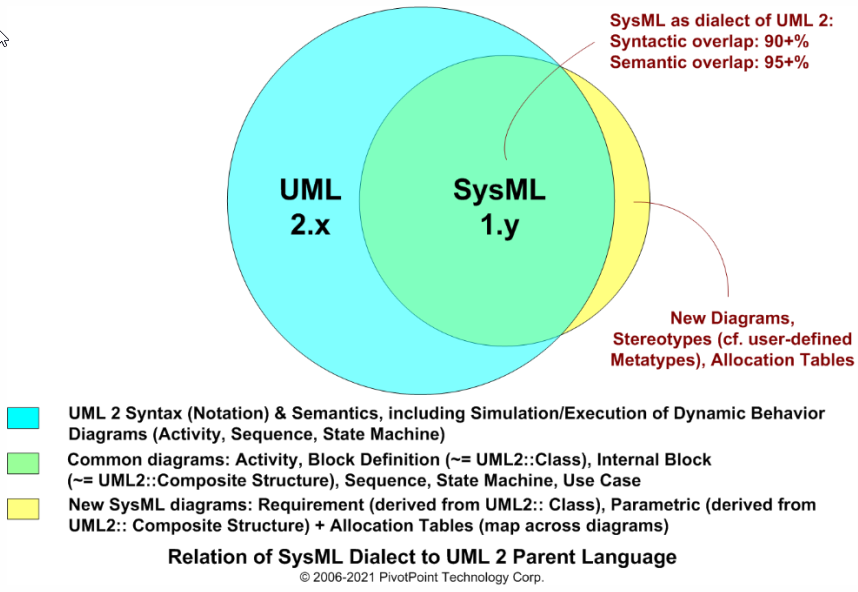 SysML as dialect of UML 2:
Syntactic overlap: 90+%
Semantic overlap: 95+%
UML
2.x
SysML
1.y
New Diagrams,
Stereotypes (cf. user-defined
Metatypes), Allocation Tables
UML 2 Syntax (Notation) & Semantics, including Simulation/Execution of Dynamic Behavior
Diagrams (Activity, Sequence, State Machine)
Common diagrams: Activity, Block Definition (~= UML2::Class), Internal Block
(~= UML2::Composite Structure), Sequence, State Machine, Use Case
New SysML diagrams: Requirement (derived from UML2:: Class), Parametric (derived from
UML2:: Composite Structure) + Allocation Tables (map across diagrams)
Relation of SysML Dialect to UML 2 Parent Language
© 2006-2021 PivotPoint Technology Corp.